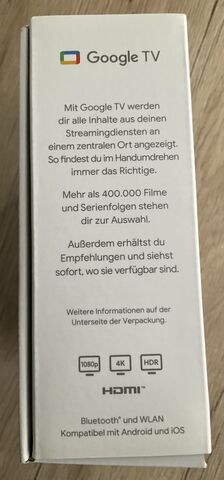 Google TV
Mit Google TV werden
dir alle Inhalte aus deinen
Streamingdiensten an
einem zentralen Ort angezeigt.
So findest du im Handumdrehen
immer das Richtige.
Mehr als 400.000 Filme
und Serienfolgen stehen
dir zur Auswahl.
Außerdem erhältst du
Empfehlungen und siehst
sofort, wo sie verfügbar sind.
Weitere Informationen auf der
Unterseite der Verpackung.
1080p 4K HDR
HDMI™
Bluetooth® und WLAN
Kompatibel mit Android und iOS